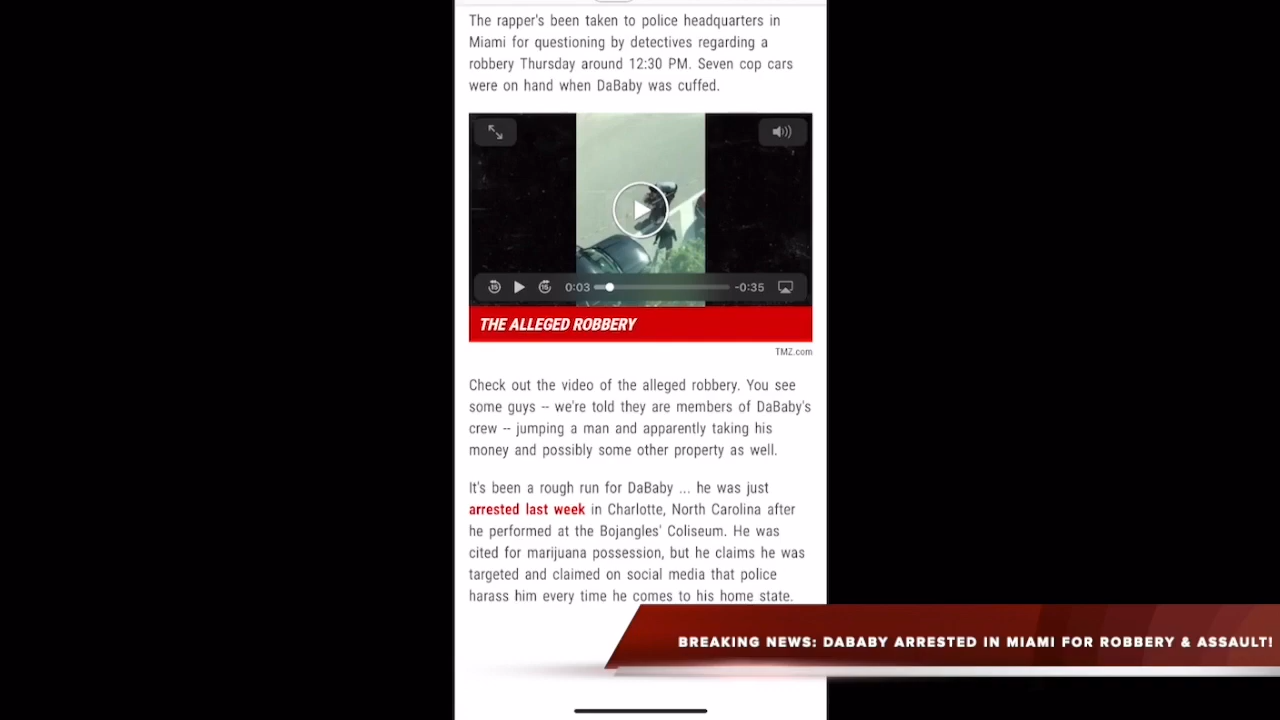 The rapper's been taken to police headquarters in
Miami for questioning by detectives regarding a
robbery Thursday around 12:30 PM. Seven cop cars
were on hand when DaBaby was cuffed.
15
15
0:03
-0:35
THE ALLEGED ROBBERY
TMZ.com
Check out the video of the alleged robbery. You see
some guys -- we're told they are members of DaBaby's
crew -- jumping a man and apparently taking his
money and possibly some other property as well.
It's been a rough run for DaBaby ... he was just
arrested last week in Charlotte, North Carolina after
he performed at the Bojangles' Coliseum. He was
cited for marijuana possession, but he claims he was
targeted and claimed on social media that police
harass him every time he comes to his home state.
BREAKING NEWS: DABABY ARRESTED IN MIAMI FOR ROBBERY & ASSAULT!